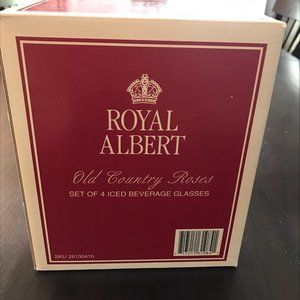 ROYAL
ALBERT
Old Country Roses
SET OF 4 ICED BEVERAGE GLASSES
SKU 26130415